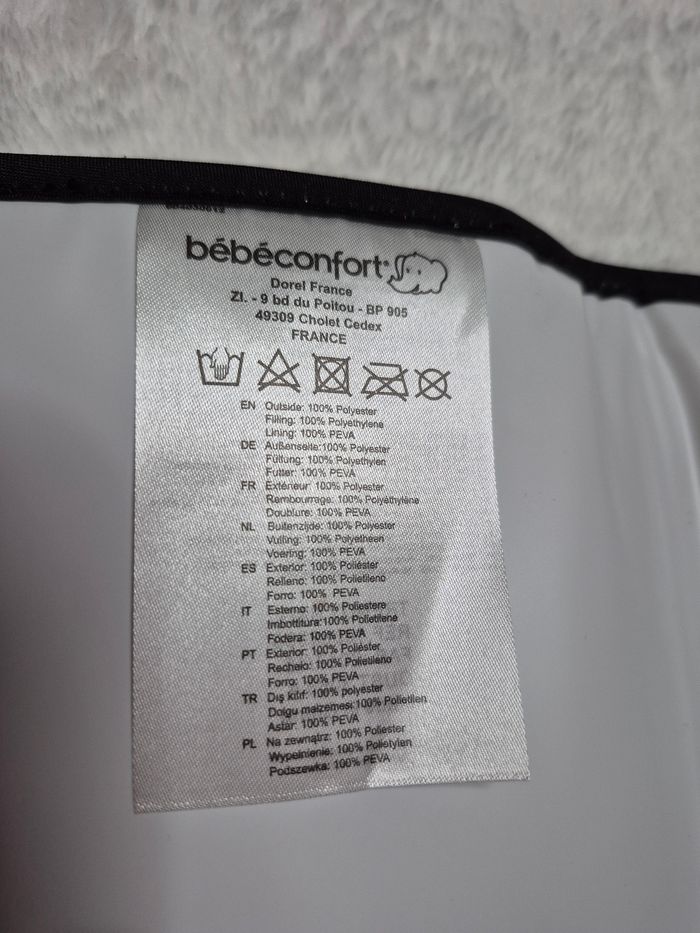 bébéconfort®
Dorel France
ZI. - 9 bd du Poitou - BP 905
49309 Cholet Cedex
FRANCE
EN Outside: 100% Polyester
Filling: 100% Polyethylene
Lining: 100% PEVA
DE Außenseite:100% Polyester
Füllung: 100% Polyethylen
Futter: 100% PEVA
FR Extérieur: 100% Polyester
Rembourrage: 100% Polyéthylène
Doublure: 100% PEVA
NL Buitenzijde: 100% Polyester
Vulling: 100% Polyetheen
Voering: 100% PEVA
ES Exterior: 100% Poliéster
Relleno: 100% Polietileno
Forro: 100% PEVA
IT Esterno: 100% Poliestere
Imbottitura:100% Polietilene
Fodera: 100% PEVA
PT Exterior: 100% Poliéster
Recheio: 100% Polietileno
Forro: 100% PEVA
TR Dış kılıf: 100% polyester
Dolgu malzemesi:100% Polietilen
Astar: 100% PEVA
PL Na zewnątrz: 100% Poliester
Wypełnienie: 100% Polietylen
Podszewka: 100% PEVA